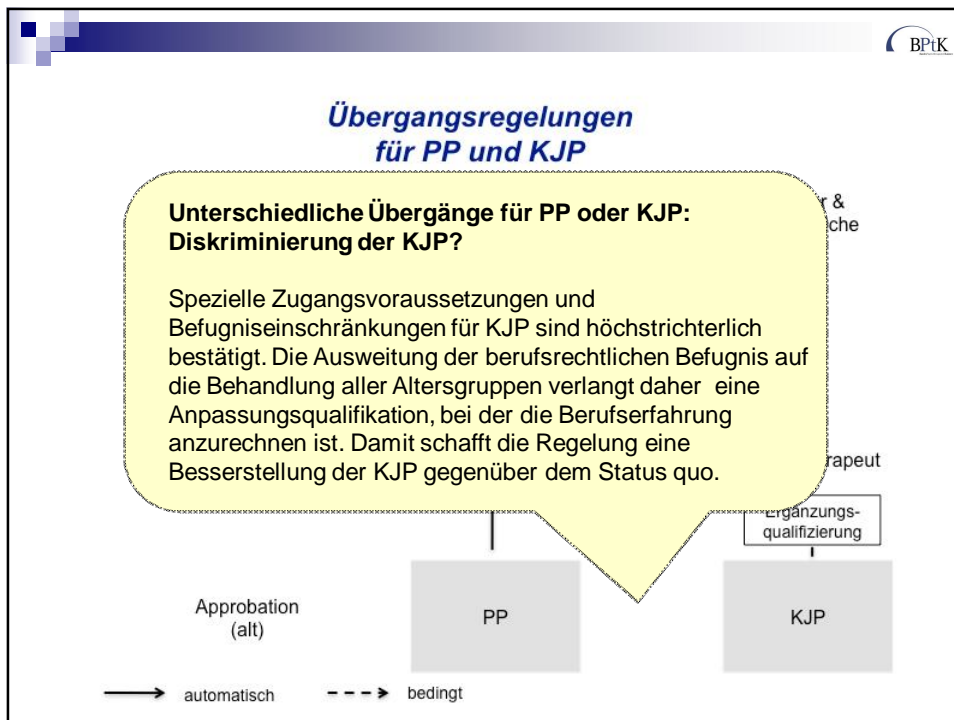 BPtK
Übergangsregelungen
für PP und KJP
Unterschiedliche Übergänge für PP oder KJP:
Diskriminierung der KJP?
Spezielle Zugangsvoraussetzungen und
Befugniseinschränkungen für KJP sind höchstrichterlich
bestätigt. Die Ausweitung der berufsrechtlichen Befugnis auf
die Behandlung aller Altersgruppen verlangt daher eine
Anpassungsqualifikation, bei der die Berufserfahrung
anzurechnen ist. Damit schafft die Regelung eine
Besserstellung der KJP gegenüber dem Status quo.
&
Ergänzungs-
qualifizierung
Approbation
(alt)
PP
KJP
automatisch
bedingt